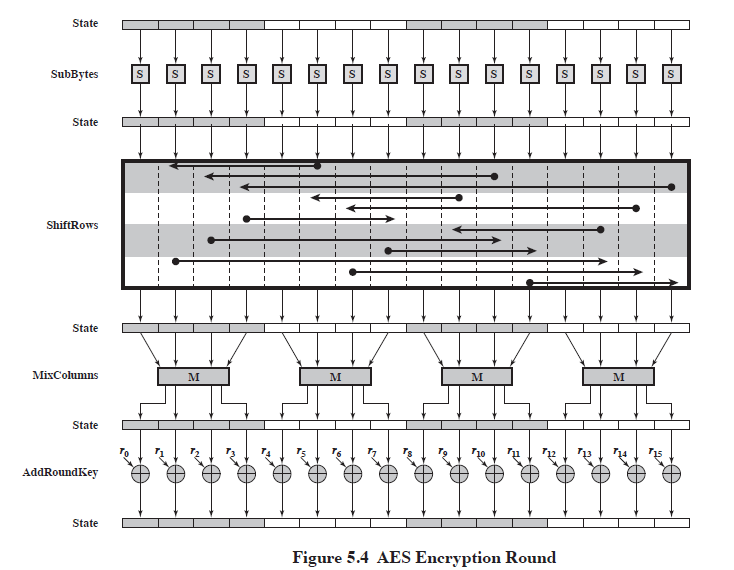 State
SubBytes
S S S S S S S S S S S S S S S S
State
ShiftRows
State
MixColumns
M M M M
State
r0 r1 r2 r3 r4 r5 r6 r7 r8 r9 r10 r11 r12 r13 r14 r15
AddRoundKey
State
Figure 5.4 AES Encryption Round